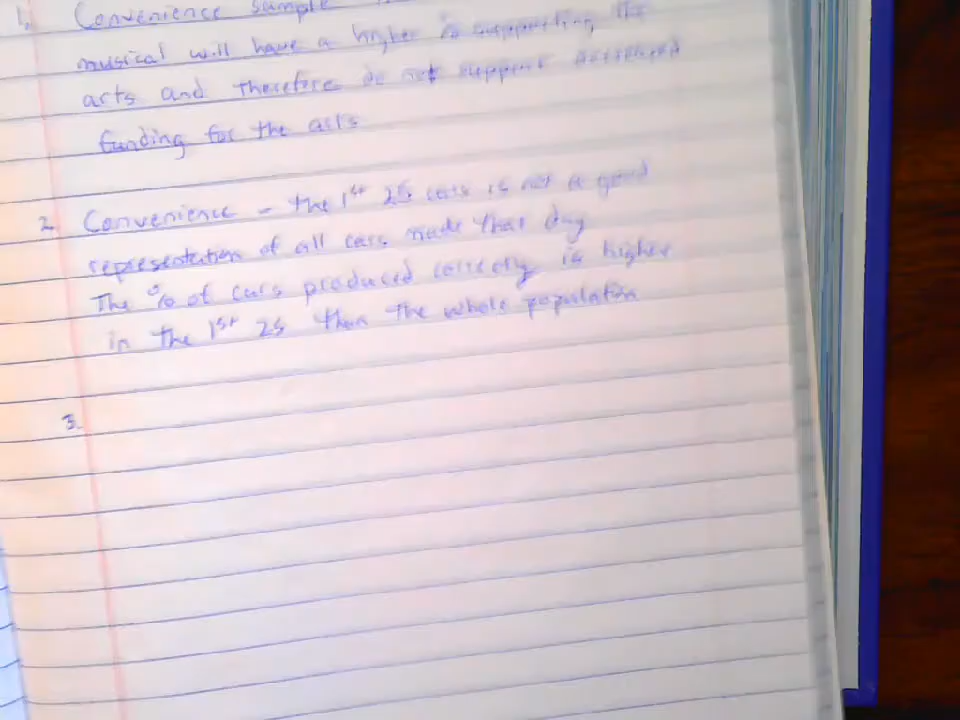 1, Convenience sample
musical will have a higher % supporting the
arts and therefore do not support
funding for the arts
2 Convenience - the 1st 25 cars is not a good
representation of all cars made that day
The % of cars produced correctly is higher
in the 1st 25 than the whole population
3.